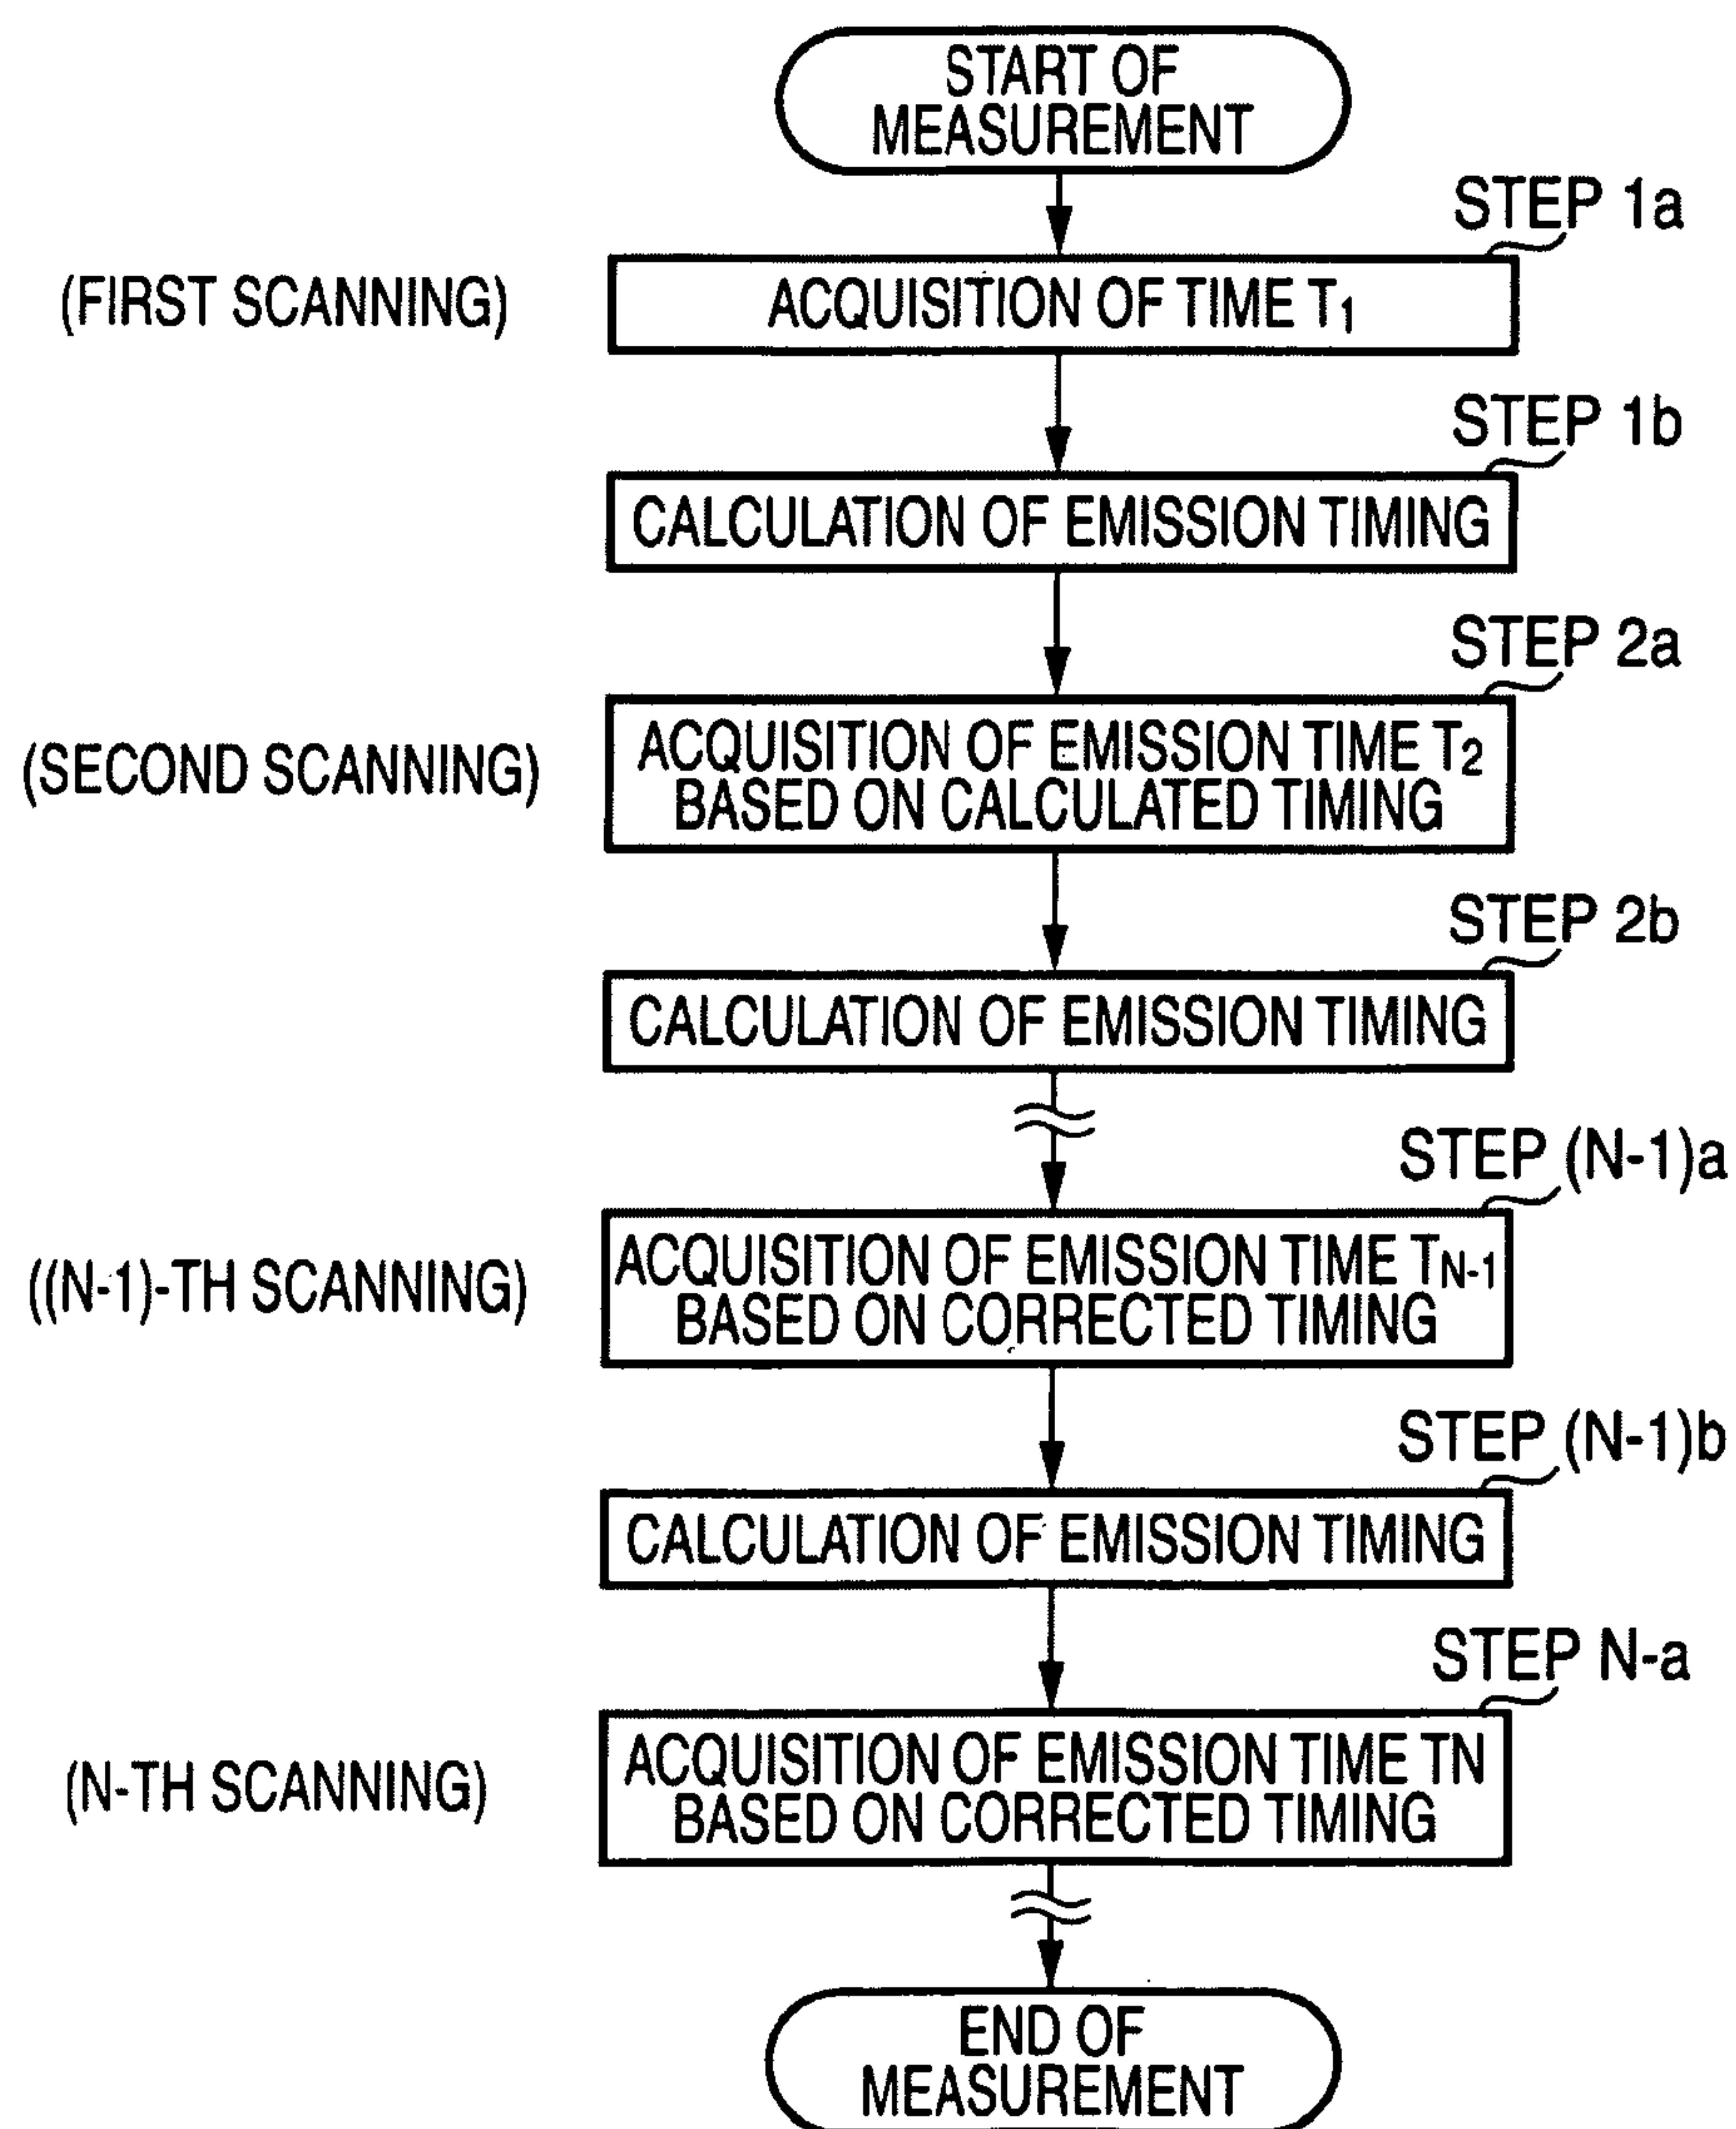 START OF
MEASUREMENT
STEP 1a
(FIRST SCANNING)
ACQUISITION OF TIME T₁
STEP 1b
CALCULATION OF EMISSION TIMING
STEP 2a
(SECOND SCANNING)
ACQUISITION OF EMISSION TIME T₂
BASED ON CALCULATED TIMING
STEP 2b
CALCULATION OF EMISSION TIMING
STEP (N-1)a
((N-1)-TH SCANNING)
ACQUISITION OF EMISSION TIME T_N-1
BASED ON CORRECTED TIMING
STEP (N-1)b
CALCULATION OF EMISSION TIMING
STEP N-a
(N-TH SCANNING)
ACQUISITION OF EMISSION TIME TN
BASED ON CORRECTED TIMING
END OF
MEASUREMENT